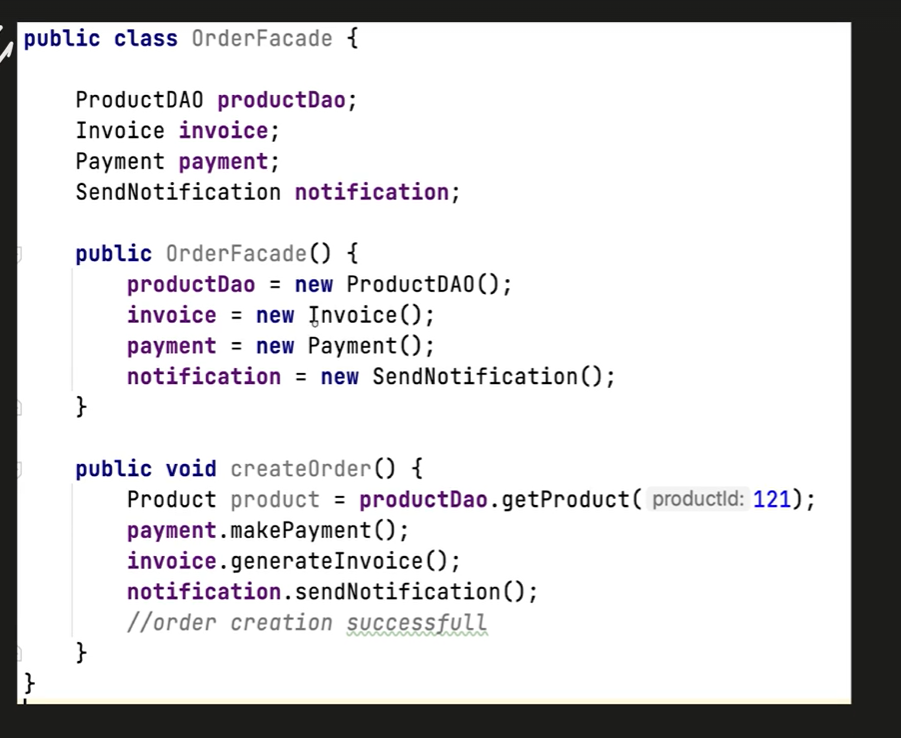 public class OrderFacade {
ProductDAO productDao;
Invoice invoice;
Payment payment;
SendNotification notification;
public OrderFacade() {
productDao = new ProductDAO();
invoice = new Invoice();
payment = new Payment();
notification = new SendNotification();
}
public void createOrder() {
Product product = productDao.getProduct( productId: 121);
payment.makePayment();
invoice.generateInvoice();
notification.sendNotification();
//order creation successfull
}
}